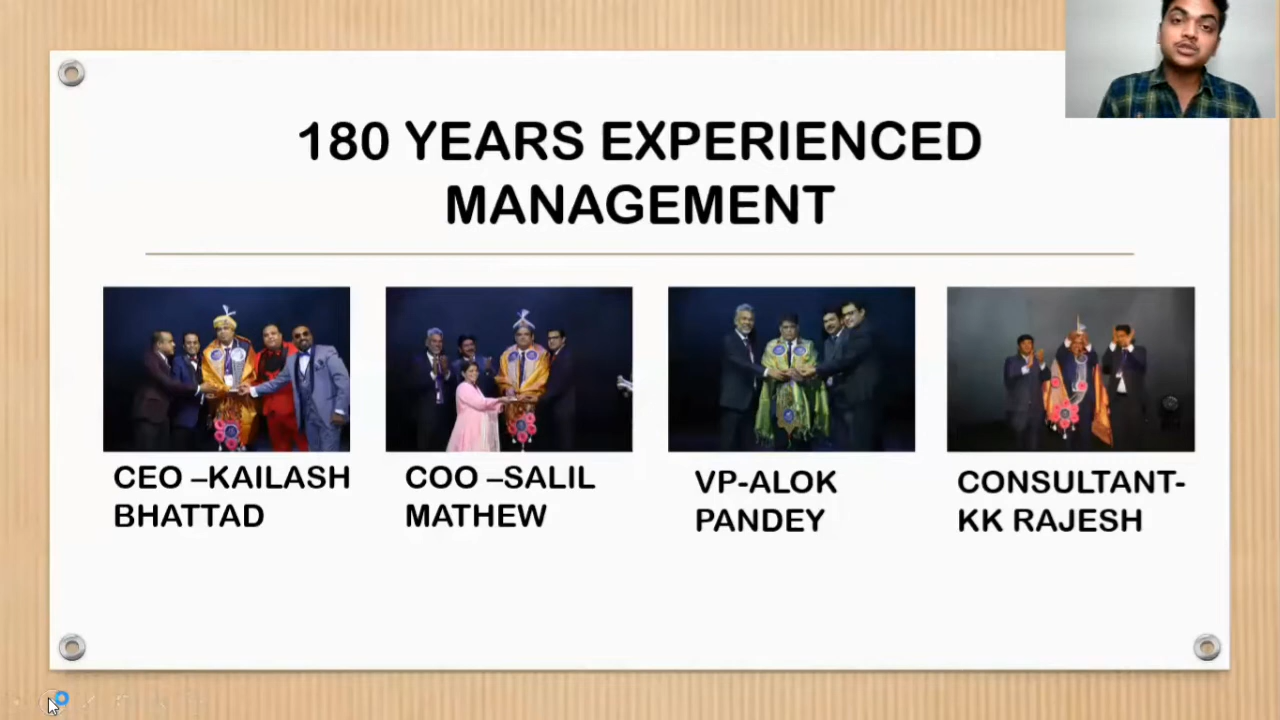 180 YEARS EXPERIENCED
MANAGEMENT
CEO –KAILASH
BHATTAD
COO –SALIL
MATHEW
VP-ALOK
PANDEY
CONSULTANT-
KK RAJESH